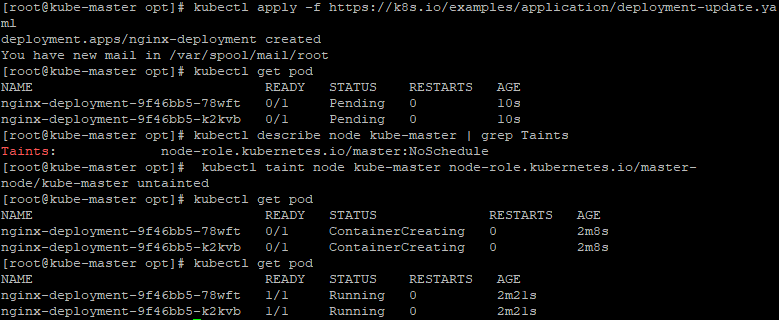 [root@kube-master opt]# kubectl apply -f https://k8s.io/examples/application/deployment-update.ya
ml
deployment.apps/nginx-deployment created
You have new mail in /var/spool/mail/root
[root@kube-master opt]# kubectl get pod
NAME                               READY   STATUS    RESTARTS   AGE
nginx-deployment-9f46bb5-78wft   0/1     Pending   0          10s
nginx-deployment-9f46bb5-k2kvb   0/1     Pending   0          10s
[root@kube-master opt]# kubectl describe node kube-master | grep Taints
Taints:             node-role.kubernetes.io/master:NoSchedule
[root@kube-master opt]#  kubectl taint node kube-master node-role.kubernetes.io/master-
node/kube-master untainted
[root@kube-master opt]# kubectl get pod
NAME                               READY   STATUS              RESTARTS   AGE
nginx-deployment-9f46bb5-78wft   0/1     ContainerCreating   0          2m8s
nginx-deployment-9f46bb5-k2kvb   0/1     ContainerCreating   0          2m8s
[root@kube-master opt]# kubectl get pod
NAME                               READY   STATUS    RESTARTS   AGE
nginx-deployment-9f46bb5-78wft   1/1     Running   0          2m21s
nginx-deployment-9f46bb5-k2kvb   1/1     Running   0          2m21s